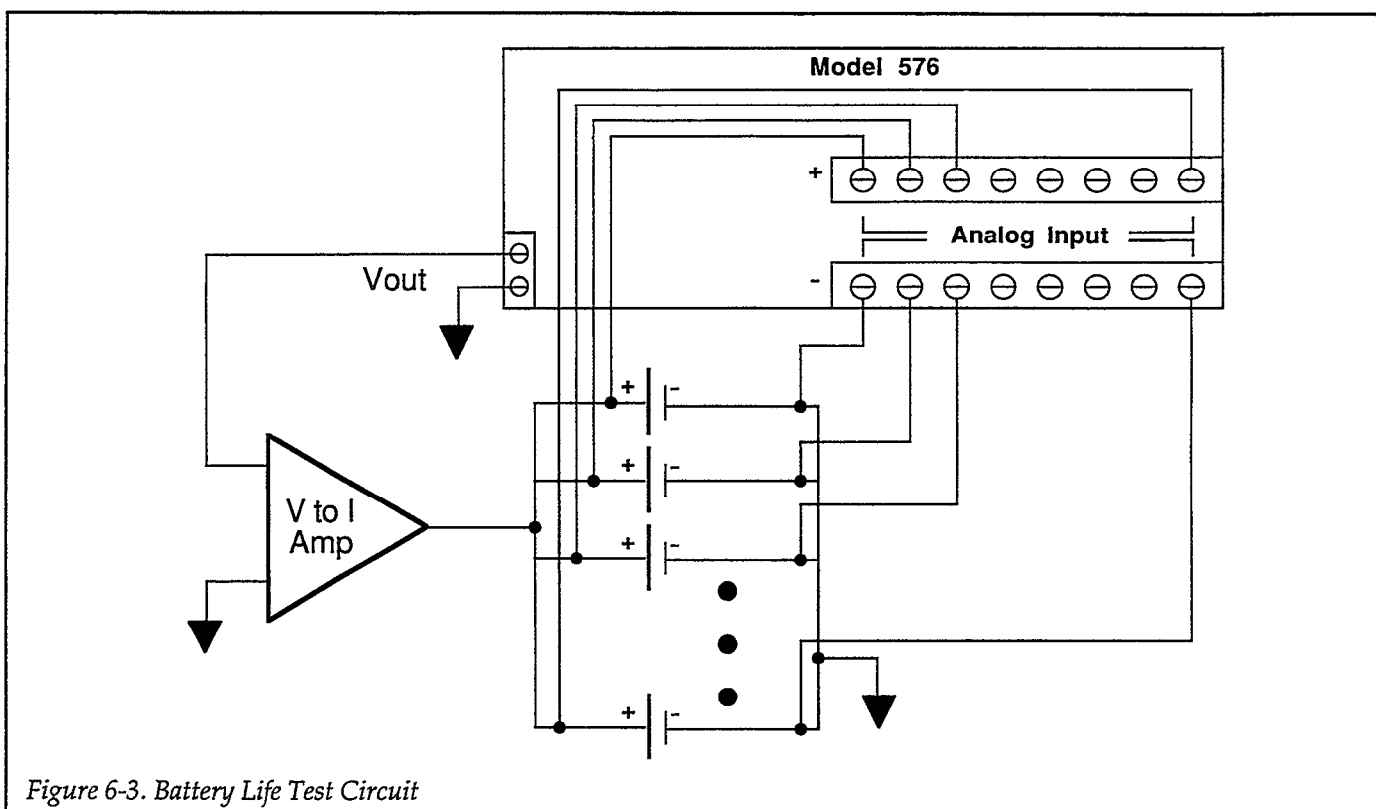 Model 576
+
Analog Input
-
Vout
+ -
+ -
V to I
Amp
+ -
+ -
Figure 6-3. Battery Life Test Circuit